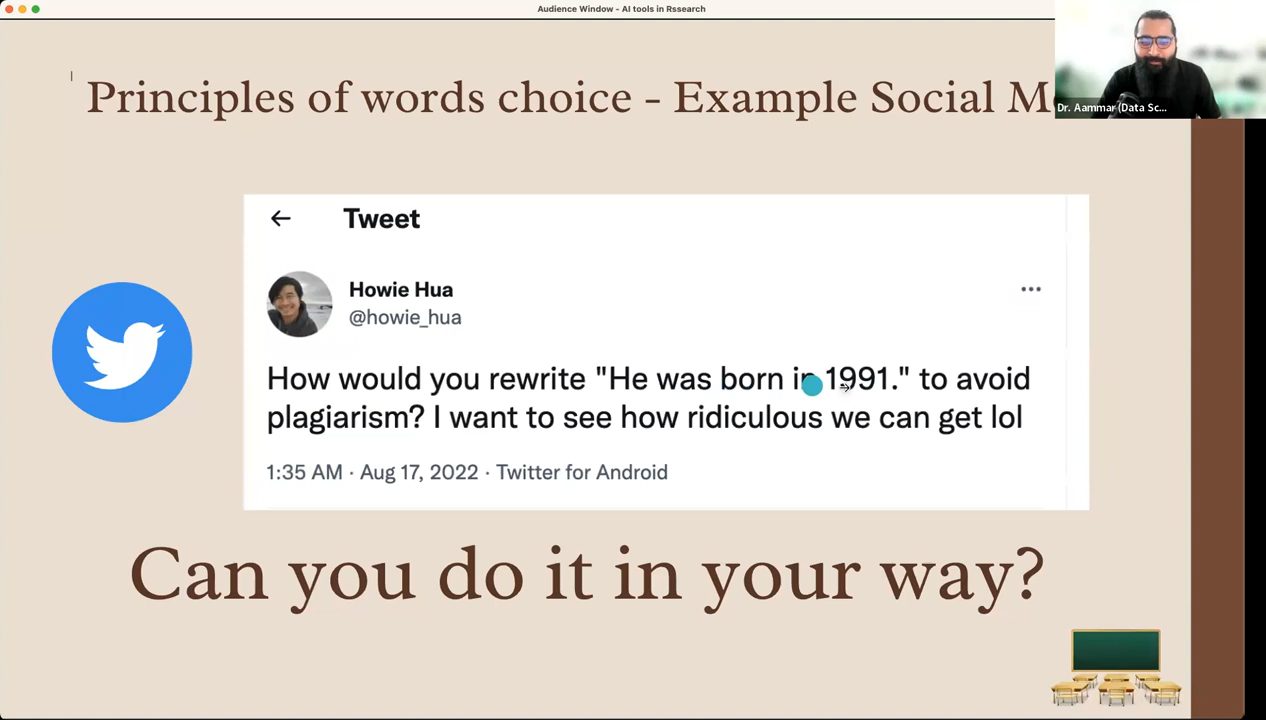 Audience Window - AI tools in Rssearch
Principles of words choice - Example Social M
Dr. Aammar (Data Sc...
Tweet
Howie Hua
@howie_hua
How would you rewrite "He was born in 1991." to avoid
plagiarism? I want to see how ridiculous we can get lol
1:35 AM · Aug 17, 2022 · Twitter for Android
Can you do it in your way?